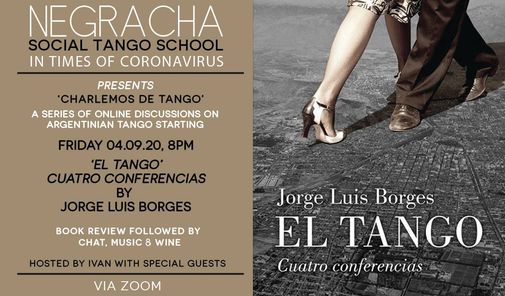 NEGRACHA
SOCIAL TANGO SCHOOL
IN TIMES OF CORONAVIRUS
PRESENTS
'CHARLEMOS DE TANGO'
A SERIES OF ONLINE DISCUSSIONS ON
ARGENTINIAN TANGO STARTING
FRIDAY 04.09.20, 8PM
'EL TANGO'
CUATRO CONFERENCIAS
BY
JORGE LUIS BORGES
BOOK REVIEW FOLLOWED BY
CHAT, MUSIC & WINE
HOSTED BY IVAN WITH SPECIAL GUESTS
VIA ZOOM
Jorge Luis Borges
EL TANGO
Cuatro conferencias